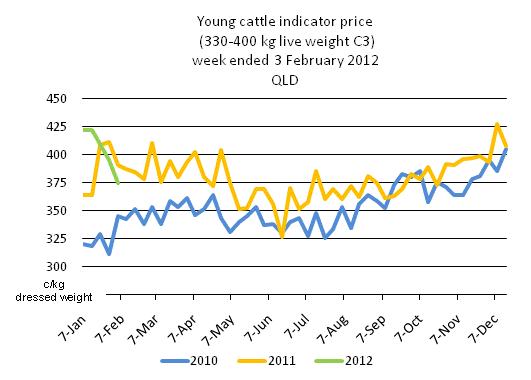 Young cattle indicator price
(330-400 kg live weight C3)
week ended 3 February 2012
QLD
450
425
400
375
350
325
300
c/kg
dressed weight
7-Jan
7-Feb
7-Mar
7-Apr
7-May
7-Jun
7-Jul
7-Aug
7-Sep
7-Oct
7-Nov
7-Dec
2010 2011 2012